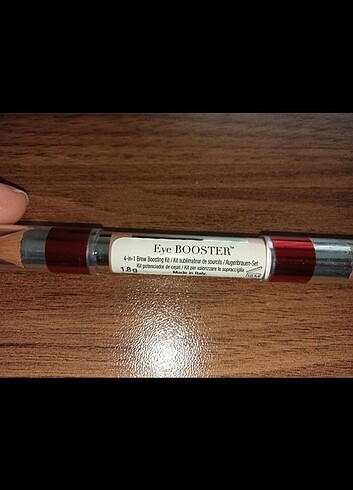 Eye BOOSTER™
4-in-1 Brow Boosting Kit / Kit sublimateur de sourcils / Augenbrauen-Set
Kit potenciador de cejas / Kit per valorizzare le sopracciglia
1.8g
Made in Italy